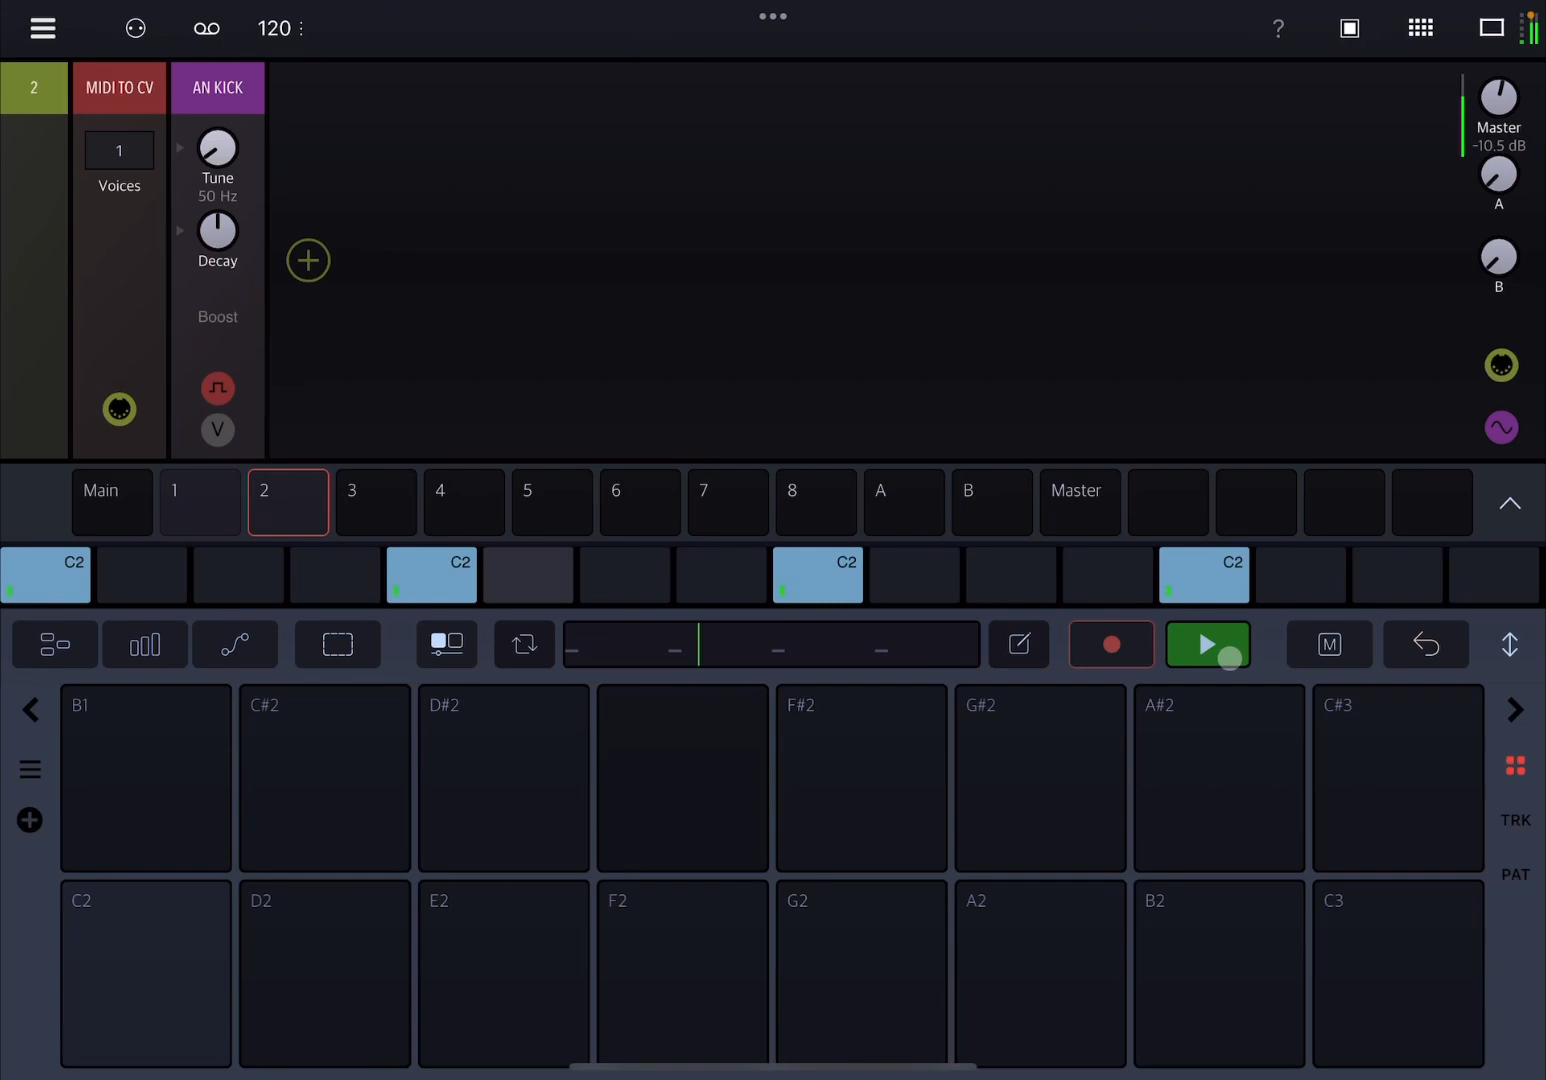 120
?
2
MIDI TO CV
AN KICK
1
Voices
Tune
50 Hz
Decay
Boost
V
Master
-10.5 dB
A
B
Main
1
2
3
4
5
6
7
8
A
B
Master
C2
C2
C2
C2
M
B1
C#2
D#2
F#2
G#2
A#2
C#3
TRK
PAT
C2
D2
E2
F2
G2
A2
B2
C3